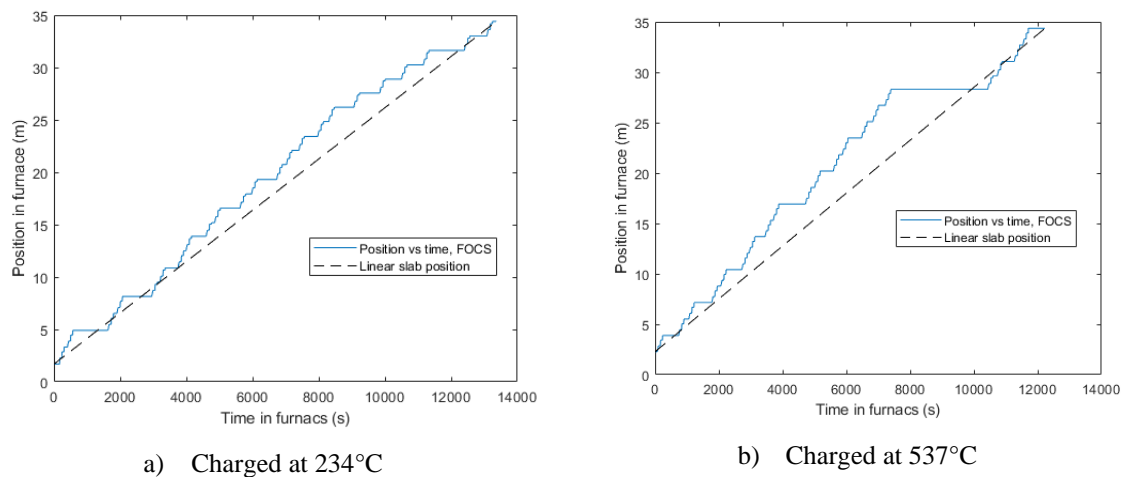 35
30
25
20
15
10
5
0
Position in furnace (m)
Position vs time, FOCS
Linear slab position
0 2000 4000 6000 8000 10000 12000 14000
Time in furnacs (s)
a) Charged at 234°C
35
30
25
20
15
10
5
0
Position in furnace (m)
Position vs time, FOCS
Linear slab position
0 2000 4000 6000 8000 10000 12000 14000
Time in furnacs (s)
b) Charged at 537°C